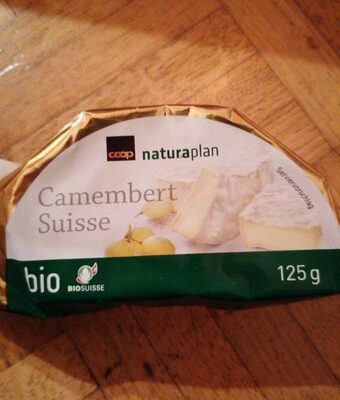 coop naturaplan
Camembert
Suisse
Serviervorschlag
bio BIOSUISSE 125 g